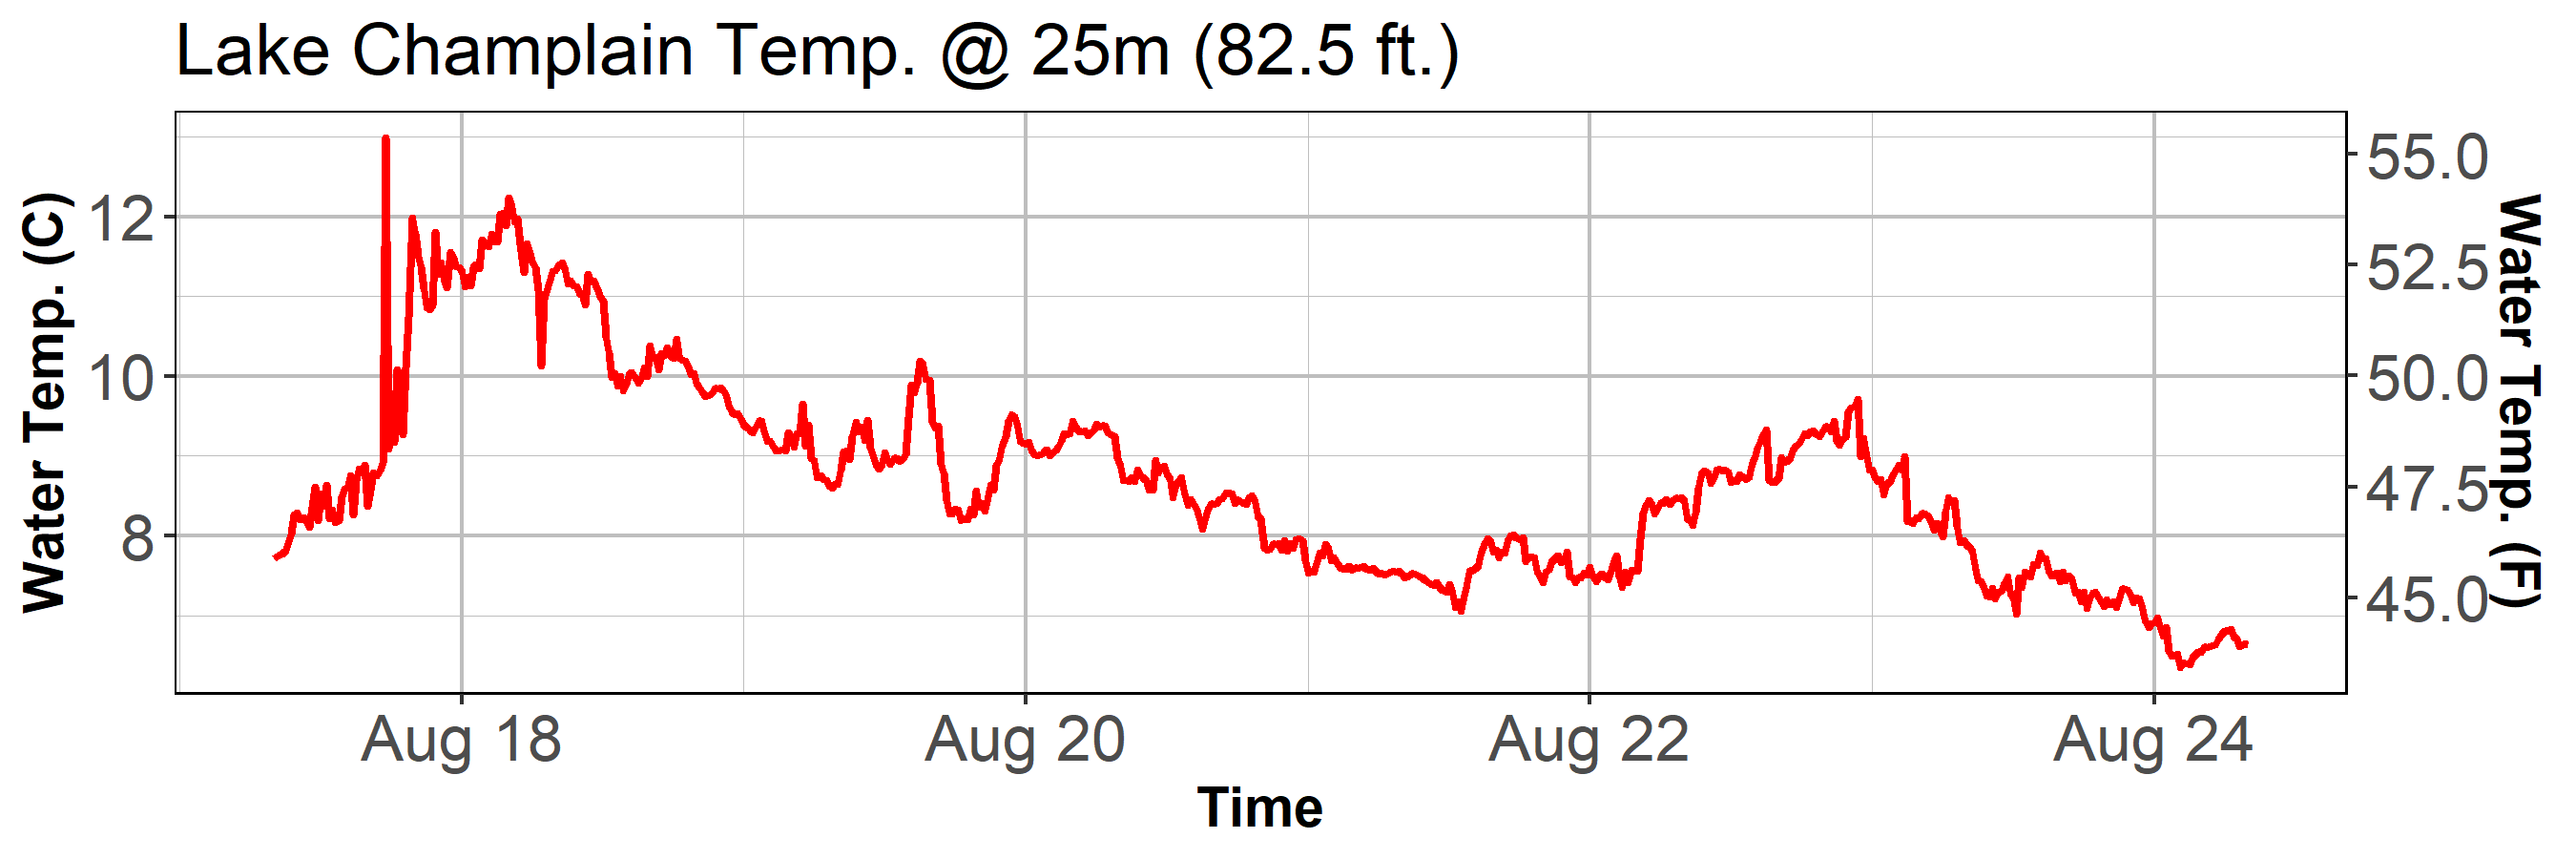 Lake Champlain Temp. @ 25m (82.5 ft.)
Water Temp. (C)
12
10
8
55.0
52.5
50.0
47.5
45.0
Water Temp. (F)
Aug 18
Aug 20
Aug 22
Aug 24
Time